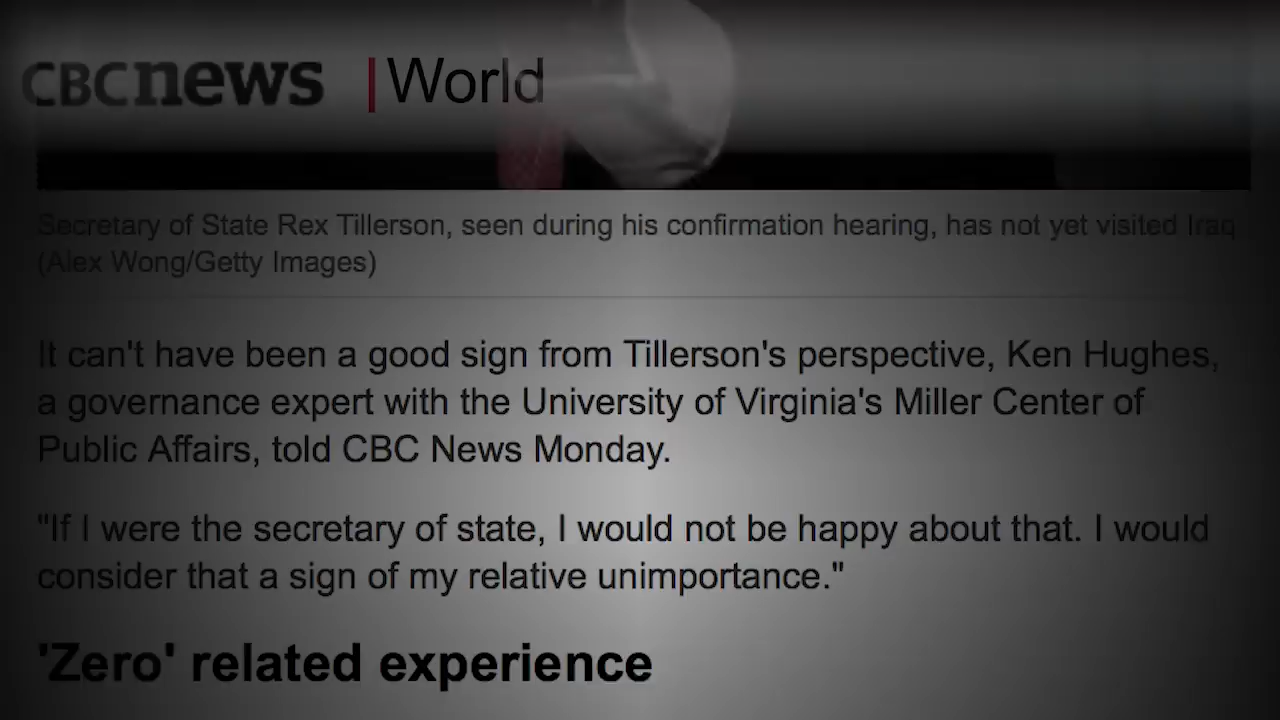 CBCnews | World
Secretary of State Rex Tillerson, seen during his confirmation hearing, has not yet visited Iraq
(Alex Wong/Getty Images)
It can't have been a good sign from Tillerson's perspective, Ken Hughes,
a governance expert with the University of Virginia's Miller Center of
Public Affairs, told CBC News Monday.
"If I were the secretary of state, I would not be happy about that. I would
consider that a sign of my relative unimportance."
'Zero' related experience